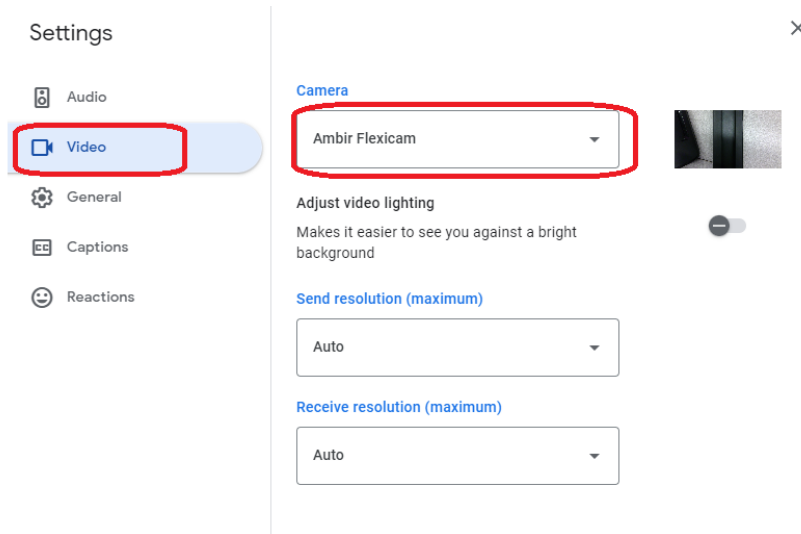 Settings
Audio
Video
General
Captions
Reactions
Camera
Ambir Flexicam
Adjust video lighting
Makes it easier to see you against a bright
background
Send resolution (maximum)
Auto
Receive resolution (maximum)
Auto